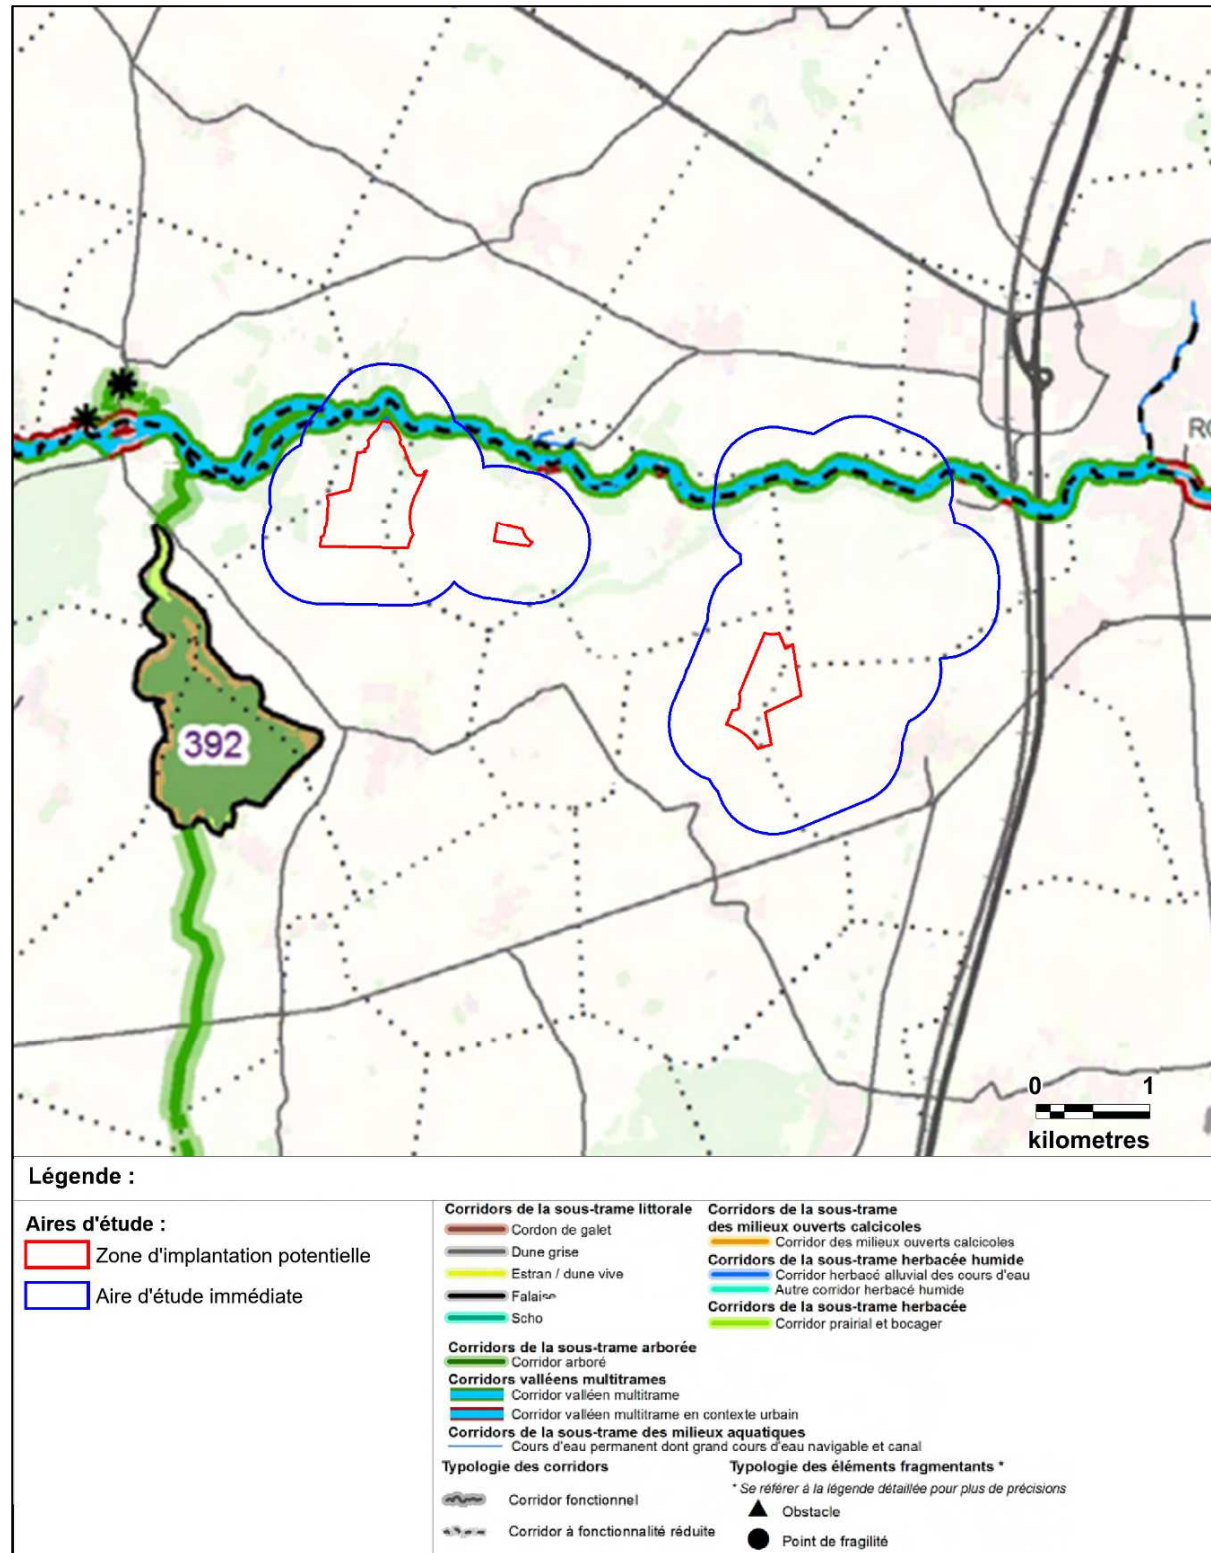 RO
392
0 1
kilometres
Légende :
Aires d'étude :
Zone d'implantation potentielle
Aire d'étude immédiate
Corridors de la sous-trame littorale
Cordon de galet
Dune grise
Estran / dune vive
Falaise
Scho
Corridors de la sous-trame arborée
Corridor arboré
Corridors valléens multitrames
Corridor valléen multitrame
Corridor valléen multitrame en contexte urbain
Corridors de la sous-trame des milieux aquatiques
Cours d'eau permanent dont grand cours d'eau navigable et canal
Corridors de la sous-trame
des milieux ouverts calcicoles
Corridor des milieux ouverts calcicoles
Corridors de la sous-trame herbacée humide
Corridor herbacé alluvial des cours d'eau
Autre corridor herbacé humide
Corridors de la sous-trame herbacée
Corridor prairial et bocager
Typologie des corridors
Corridor fonctionnel
Corridor à fonctionnalité réduite
Typologie des éléments fragmentants *
* Se référer à la légende détaillée pour plus de précisions
Obstacle
Point de fragilité